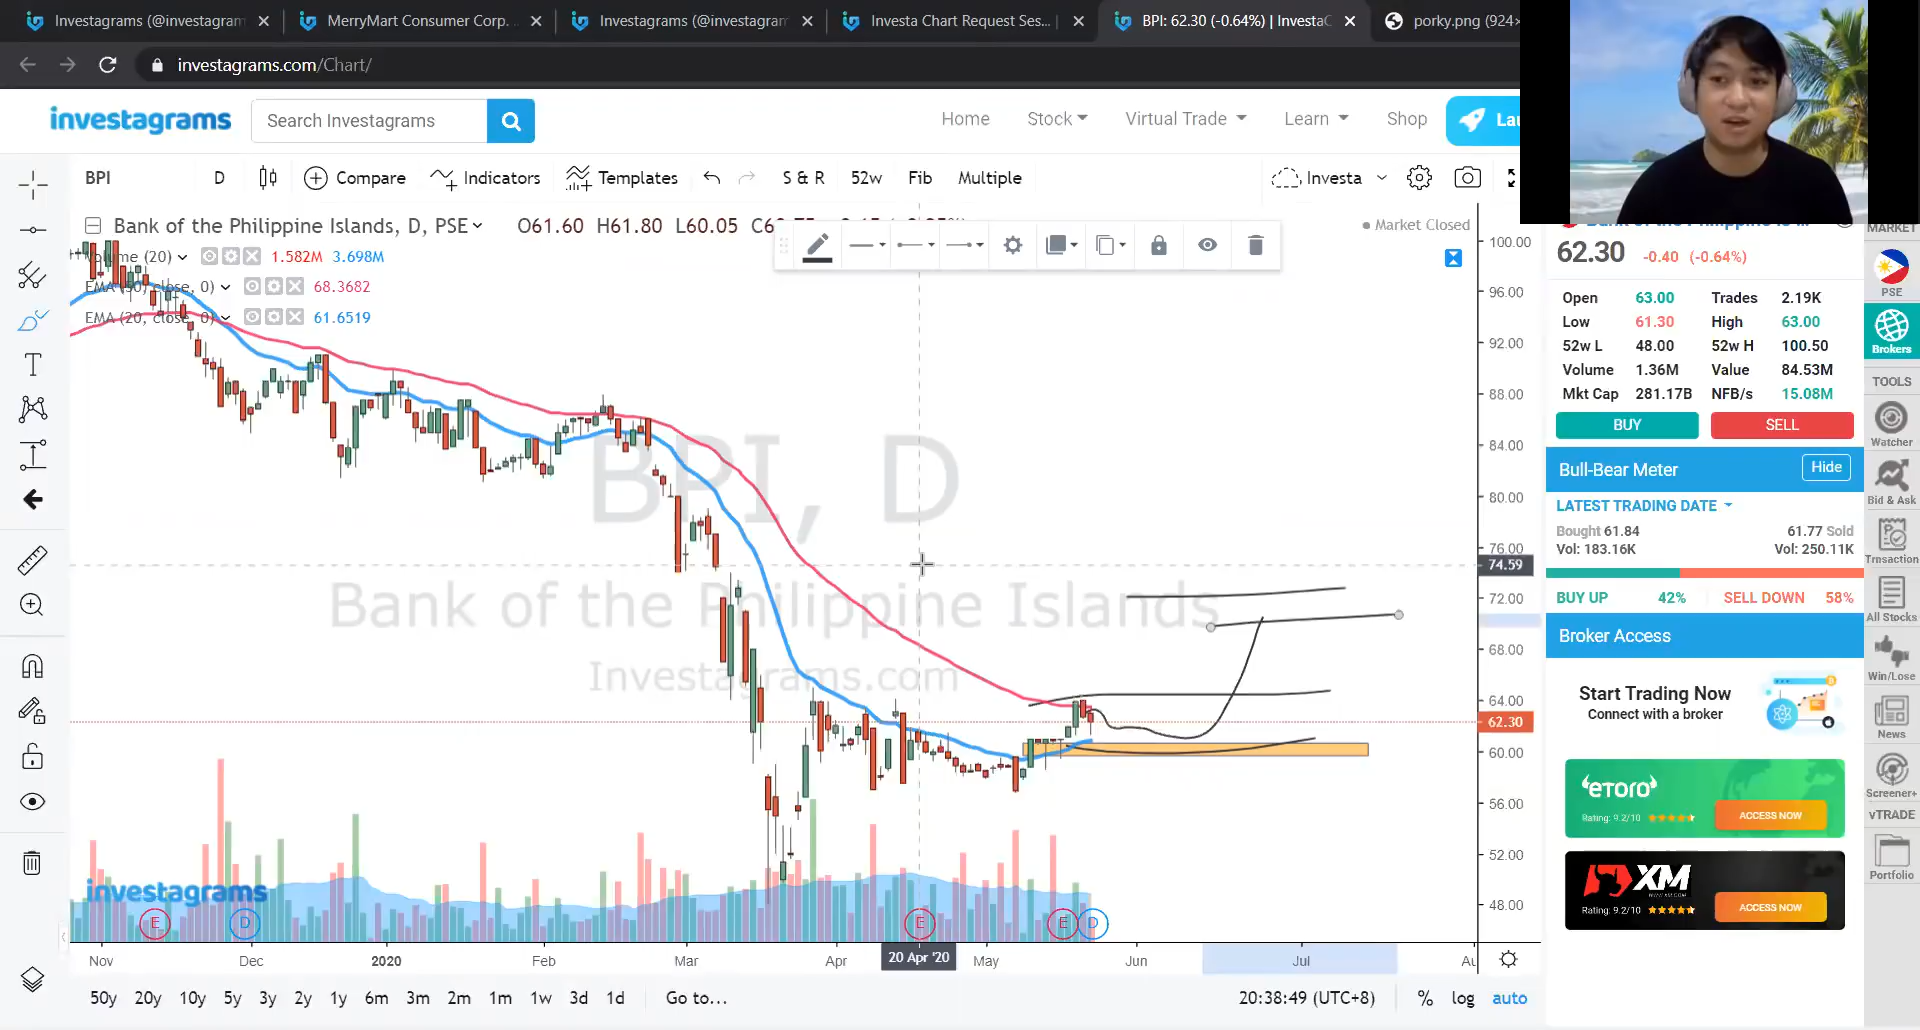 Investagrams (@investagram
MerryMart Consumer Corp.
Investagrams (@investagram
Investa Chart Request Ses...
BPI: 62.30 (-0.64%) | Investa
porky.png (924×
investagrams.com/Chart/
investagrams
Search Investagrams
Home
Stock
Virtual Trade
Learn
Shop
Lau
BPI
D
Compare
Indicators
Templates
S & R
52w
Fib
Multiple
Investa
Bank of the Philippine Islands, D, PSE
O61.60 H61.80 L60.05
Market Closed
Volume (20)
1.582M 3.698M
68.3682
EMA (20, close, 0)
61.6519
BPI, D
Bank of the Philippine Islands
Investagrams.com
100.00
96.00
92.00
88.00
84.00
80.00
76.00
74.59
72.00
68.00
64.00
62.30
60.00
56.00
52.00
48.00
investagrams
E
D
E
E
D
Nov
Dec
2020
Feb
Mar
Apr
20 Apr '20
May
Jun
Jul
50y
20y
10y
5y
3y
2y
1y
6m
3m
2m
1m
1w
3d
1d
Go to...
20:38:49 (UTC+8)
%
log
auto
62.30
-0.40 (-0.64%)
Open 63.00 Trades 2.19K
Low 61.30 High 63.00
52w L 48.00 52w H 100.50
Volume 1.36M Value 84.53M
Mkt Cap 281.17B NFB/s 15.08M
BUY
SELL
Bull-Bear Meter
Hide
LATEST TRADING DATE
Bought 61.84
61.77 Sold
Vol: 183.16K
Vol: 250.11K
BUY UP 42%
SELL DOWN 58%
Broker Access
Start Trading Now
Connect with a broker
eToro
Rating: 9.2/10
ACCESS NOW
XM
Rating: 9.2/10
ACCESS NOW
MARKET
PSE
Brokers
TOOLS
Watcher
Bid & Ask
Trnsaction
All Stocks
Win/Lose
News
Screener+
vTRADE
Portfolio